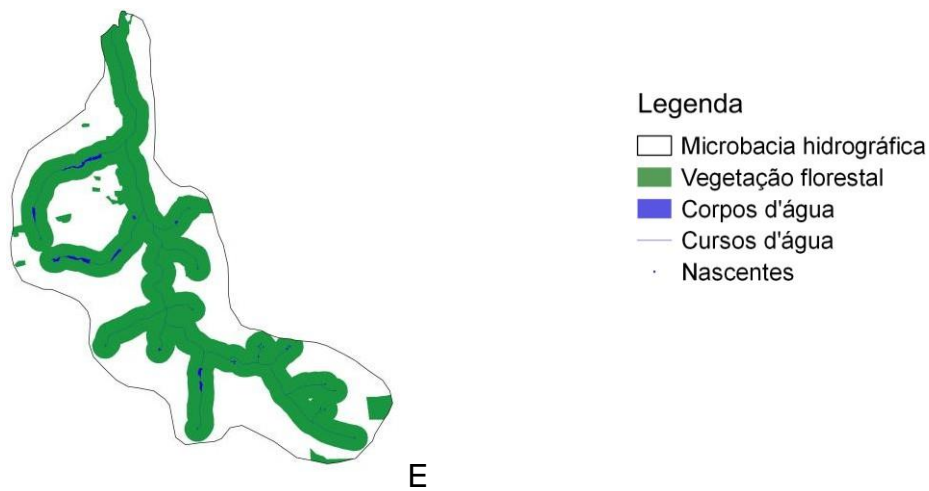 Legenda
Microbacia hidrográfica
Vegetação florestal
Corpos d'água
Cursos d'água
Nascentes
E